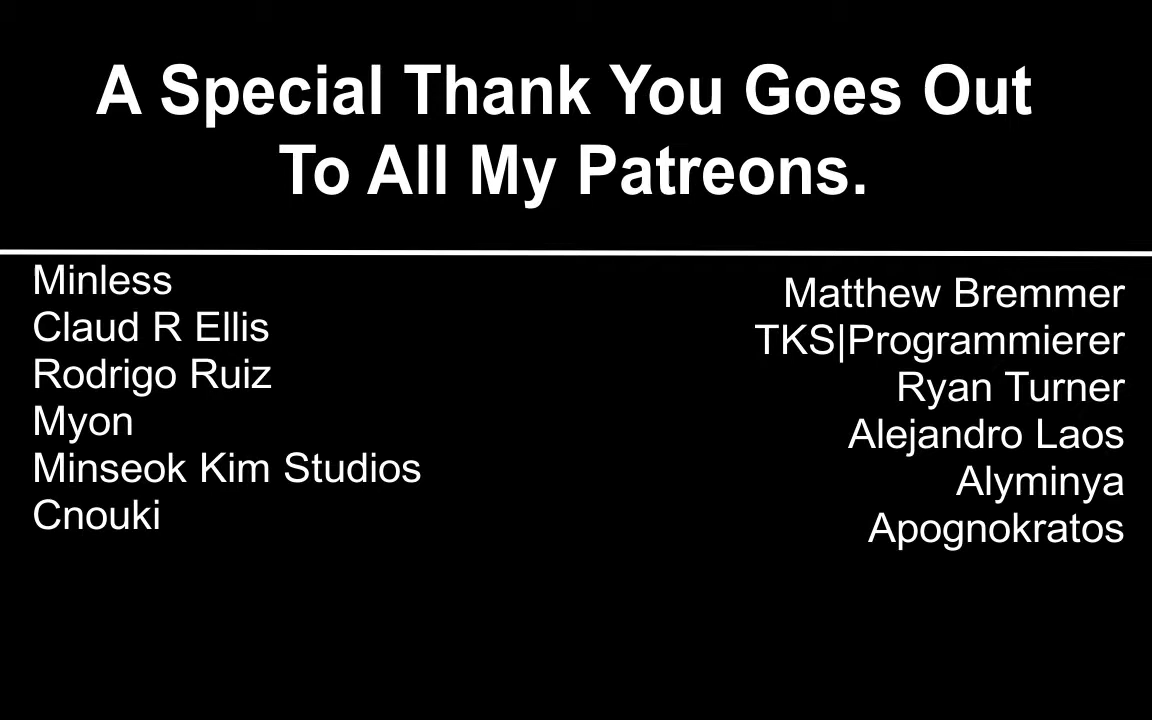 A Special Thank You Goes Out
To All My Patreons.
Minless
Claud R Ellis
Rodrigo Ruiz
Myon
Minseok Kim Studios
Cnouki
Matthew Bremmer
TKS|Programmierer
Ryan Turner
Alejandro Laos
Alyminya
Apognokratos